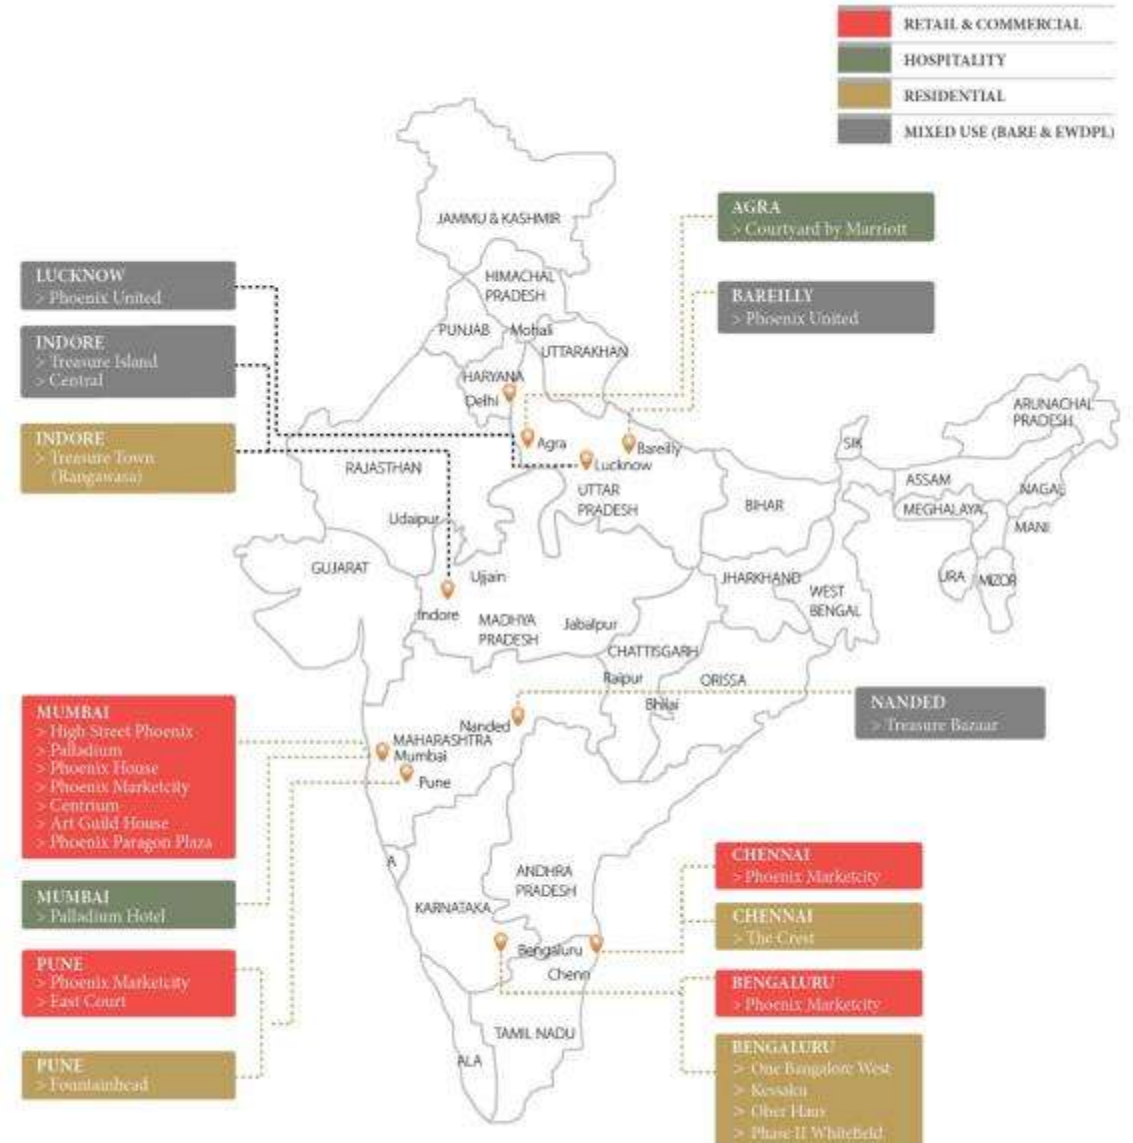 RETAIL & COMMERCIAL
HOSPITALITY
RESIDENTIAL
MIXED USE (BARE & EWDPL)
JAMMU & KASHMIR
AGRA
> Courtyard by Marriott
LUCKNOW
> Phoenix United
HIMACHAL
PRADESH
BAREILLY
> Phoenix United
INDORE
> Treasure Island
> Central
PUNJAB
Mohali
UTTARAKHAN
HARYANA
Delhi
ARUNACHAL
PRADESH
INDORE
> Treasure Town
(Rangawasa)
Agra
Bareilly
Lucknow
SIK
RAJASTHAN
UTTAR
PRADESH
BIHAR
ASSAM
NAGAL
MEGHALAYA
MANI
Udaipur
GUJARAT
Ujjain
JHARKHAND
WEST
BENGAL
URA
MIZOR
Indore
MADHYA
PRADESH
Jabalpur
CHATTISGARH
Raipur
ORISSA
Bhilai
NANDED
> Treasure Bazaar
MUMBAI
> High Street Phoenix
> Palladium
> Phoenix House
> Phoenix Marketcity
> Centrium
> Art Guild House
> Phoenix Paragon Plaza
Nanded
MAHARASHTRA
Mumbai
Pune
CHENNAI
> Phoenix Marketcity
A
ANDHRA
PRADESH
MUMBAI
> Palladium Hotel
KARNATAKA
CHENNAI
> The Crest
PUNE
> Phoenix Marketcity
> East Court
Bengaluru
Chenn
BENGALURU
> Phoenix Marketcity
TAMIL NADU
ALA
PUNE
> Fountainhead
BENGALURU
> One Bangalore West
> Kessaku
> Ober Haus
> Phase II Whitefield